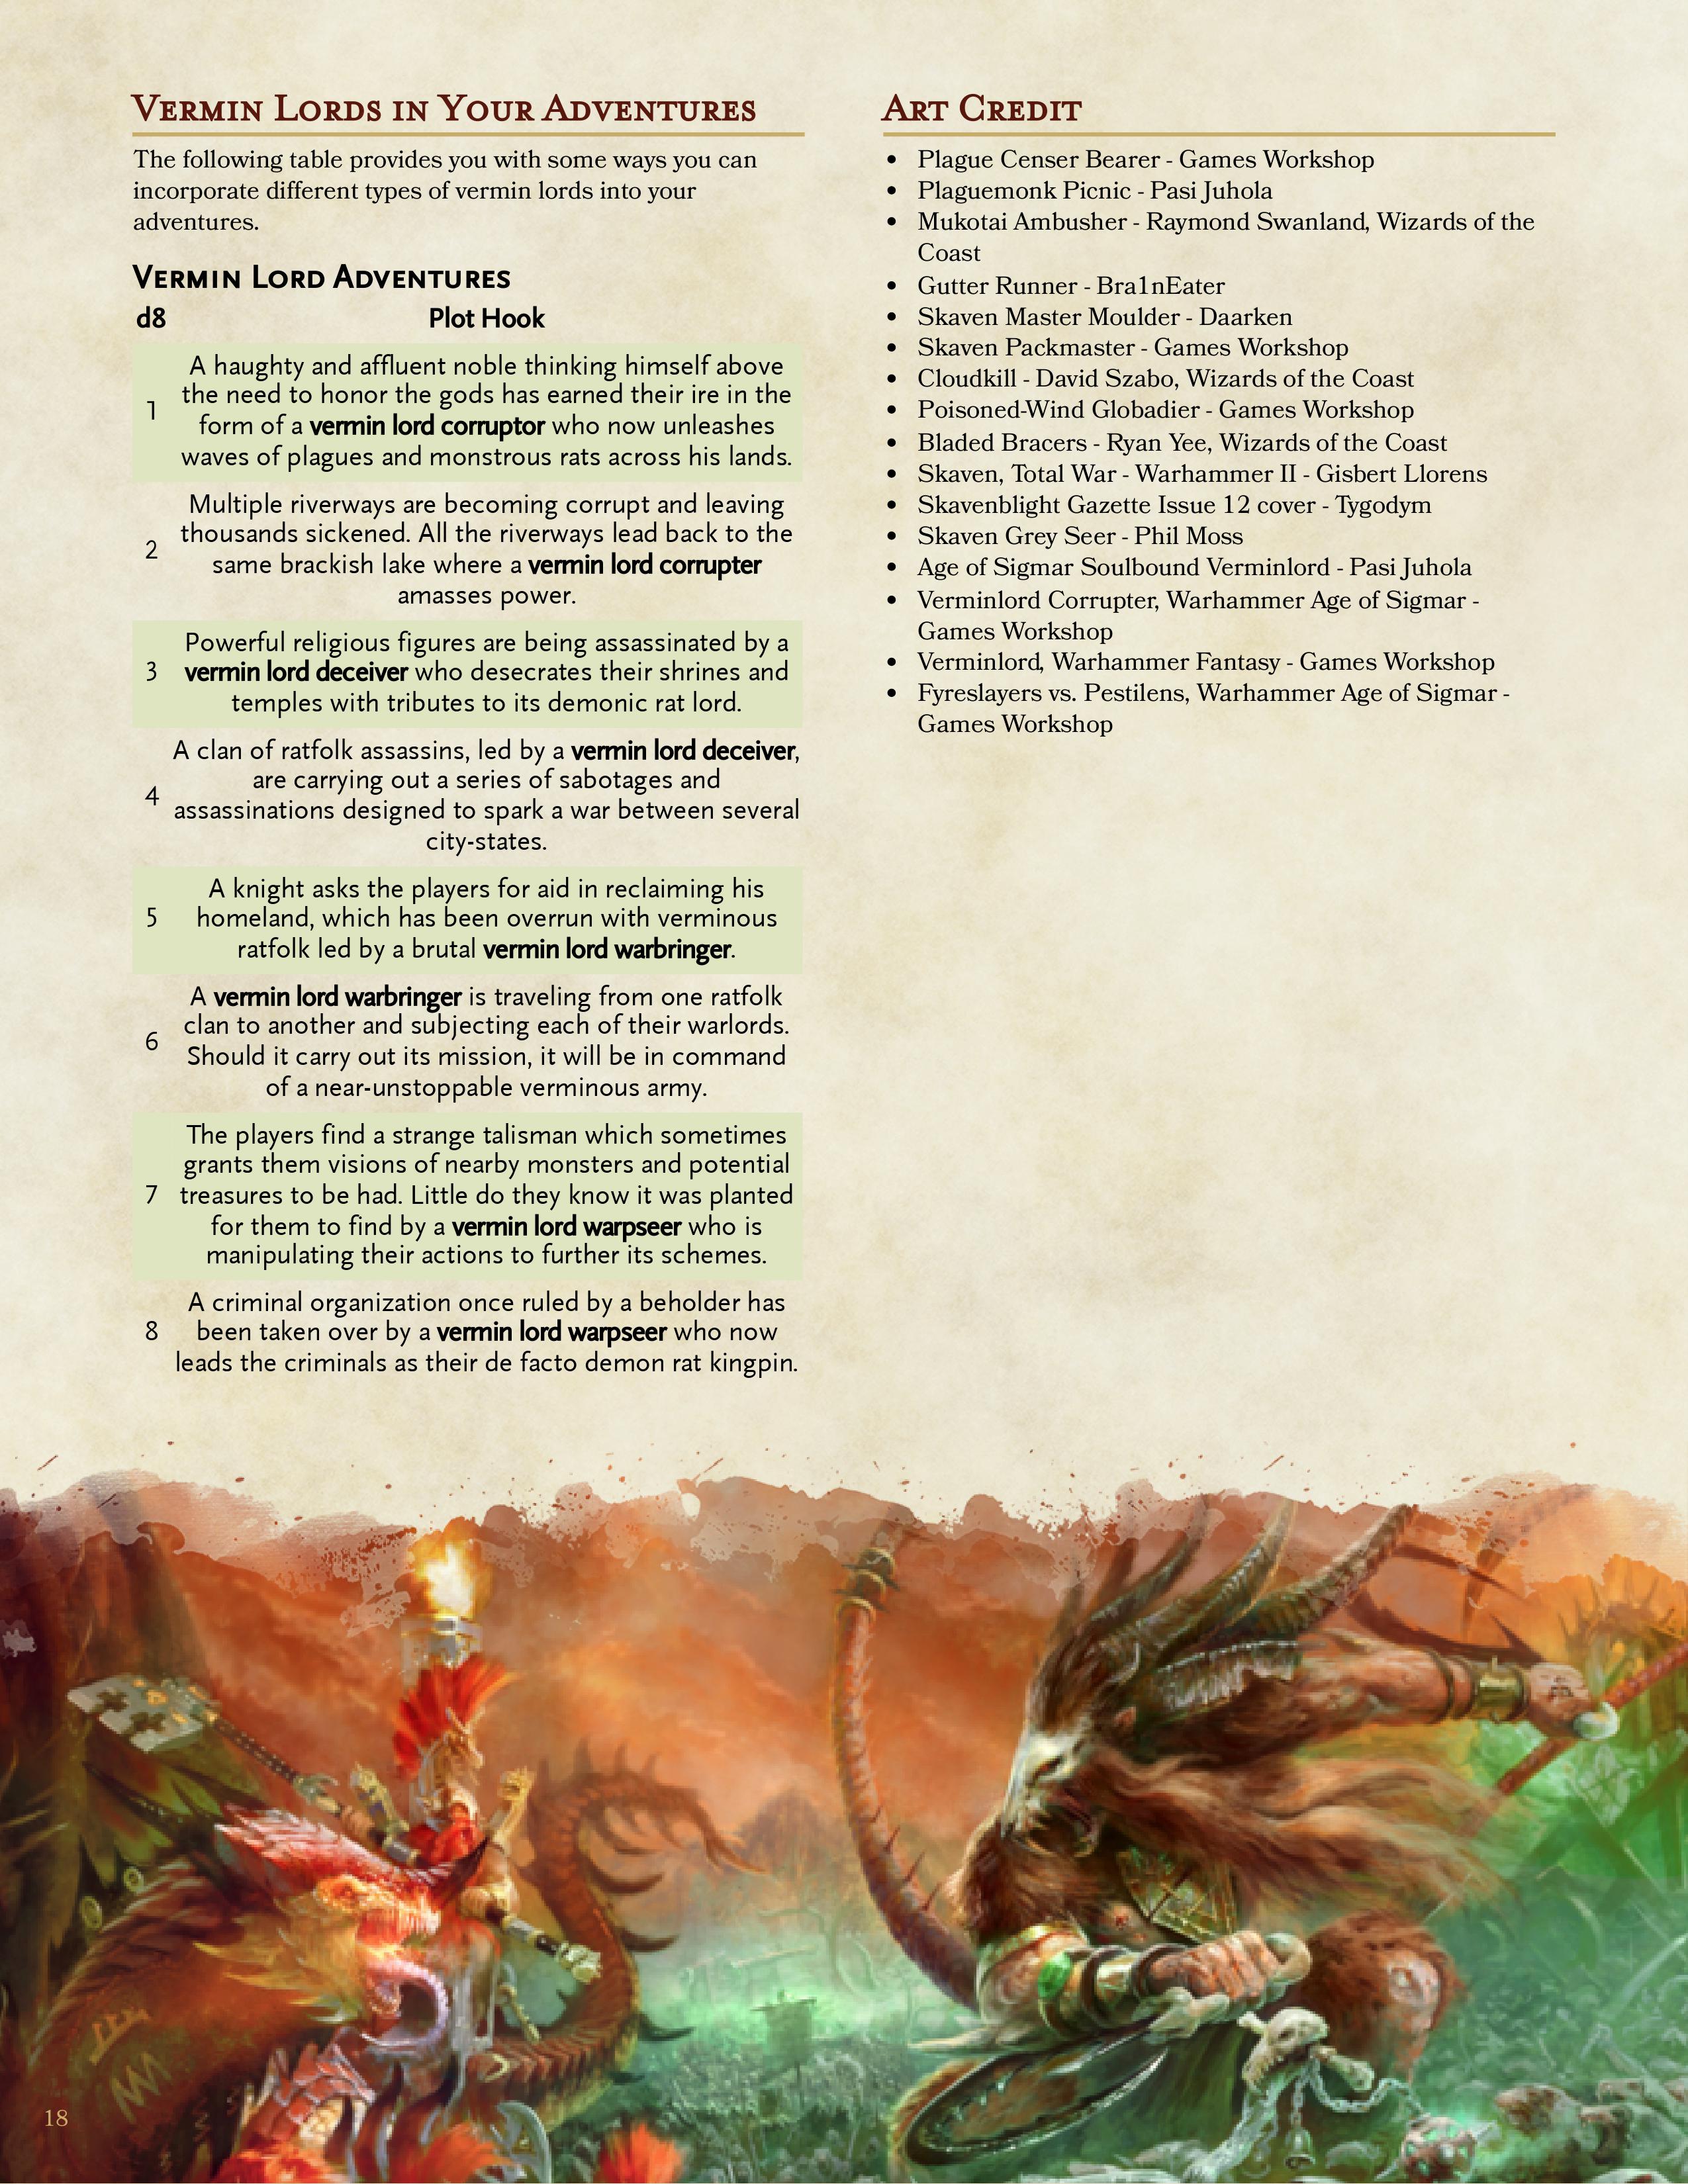 Vermin Lords in Your Adventures
The following table provides you with some ways you can
incorporate different types of vermin lords into your
adventures.
Vermin Lord Adventures
d8 Plot Hook
1
A haughty and affluent noble thinking himself above
the need to honor the gods has earned their ire in the
form of a vermin lord corruptor who now unleashes
waves of plagues and monstrous rats across his lands.
2
Multiple riverways are becoming corrupt and leaving
thousands sickened. All the riverways lead back to the
same brackish lake where a vermin lord corrupter
amasses power.
3
Powerful religious figures are being assassinated by a
vermin lord deceiver who desecrates their shrines and
temples with tributes to its demonic rat lord.
4
A clan of ratfolk assassins, led by a vermin lord deceiver,
are carrying out a series of sabotages and
assassinations designed to spark a war between several
city-states.
5
A knight asks the players for aid in reclaiming his
homeland, which has been overrun with verminous
ratfolk led by a brutal vermin lord warbringer.
6
A vermin lord warbringer is traveling from one ratfolk
clan to another and subjecting each of their warlords.
Should it carry out its mission, it will be in command
of a near-unstoppable verminous army.
7
The players find a strange talisman which sometimes
grants them visions of nearby monsters and potential
treasures to be had. Little do they know it was planted
for them to find by a vermin lord warpseer who is
manipulating their actions to further its schemes.
8
A criminal organization once ruled by a beholder has
been taken over by a vermin lord warpseer who now
leads the criminals as their de facto demon rat kingpin.
Art Credit
• Plague Censer Bearer - Games Workshop
• Plaguemonk Picnic - Pasi Juhola
• Mukotai Ambusher - Raymond Swanland, Wizards of the
Coast
• Gutter Runner - Bra1nEater
• Skaven Master Moulder - Daarken
• Skaven Packmaster - Games Workshop
• Cloudkill - David Szabo, Wizards of the Coast
• Poisoned-Wind Globadier - Games Workshop
• Bladed Bracers - Ryan Yee, Wizards of the Coast
• Skaven, Total War - Warhammer II - Gisbert Llorens
• Skavenblight Gazette Issue 12 cover - Tygodym
• Skaven Grey Seer - Phil Moss
• Age of Sigmar Soulbound Verminlord - Pasi Juhola
• Verminlord Corrupter, Warhammer Age of Sigmar -
Games Workshop
• Verminlord, Warhammer Fantasy - Games Workshop
• Fyreslayers vs. Pestilens, Warhammer Age of Sigmar -
Games Workshop
18